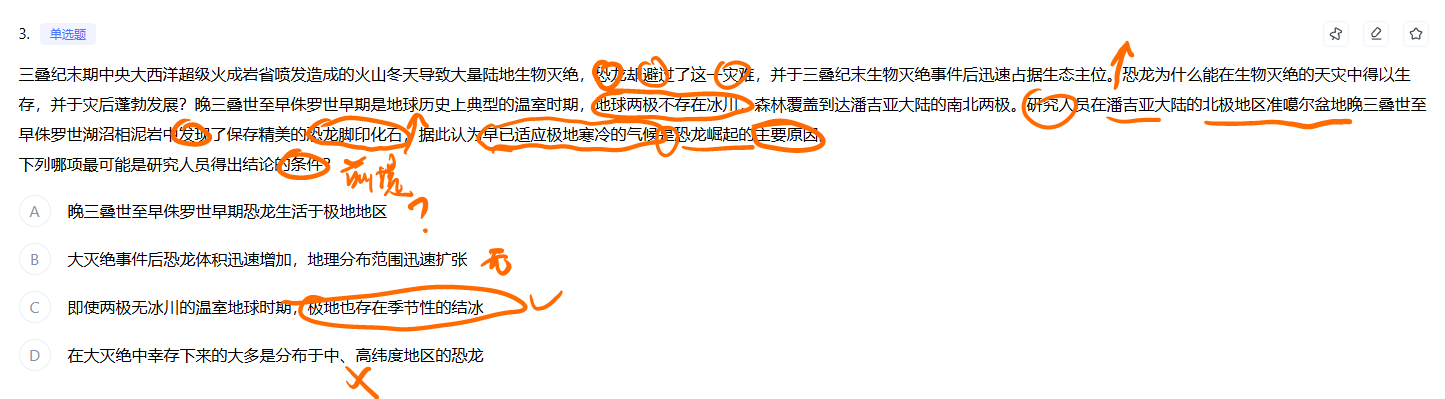 3. 单选题
三叠纪末期中央大西洋超级火成岩省喷发造成的火山冬天导致大量陆地生物灭绝，恐龙却避过了这一灾难，并于三叠纪末生物灭绝事件后迅速占据生态主位。恐龙为什么能在生物灭绝的天灾中得以生
存，并于灾后蓬勃发展？晚三叠世至早侏罗世早期是地球历史上典型的温室时期，地球两极不存在冰川，森林覆盖到达潘吉亚大陆的南北两极。研究人员在潘吉亚大陆的北极地区准噶尔盆地晚三叠世至
早侏罗世湖沼相泥岩中发现了保存精美的恐龙脚印化石，据此认为早已适应极地寒冷的气候是恐龙崛起的主要原因。
下列哪项最可能是研究人员得出结论的条件？
前提
A 晚三叠世至早侏罗世早期恐龙生活于极地地区
?
B 大灭绝事件后恐龙体积迅速增加，地理分布范围迅速扩张 无
C 即使两极无冰川的温室地球时期，极地也存在季节性的结冰
D 在大灭绝中幸存下来的大多是分布于中、高纬度地区的恐龙